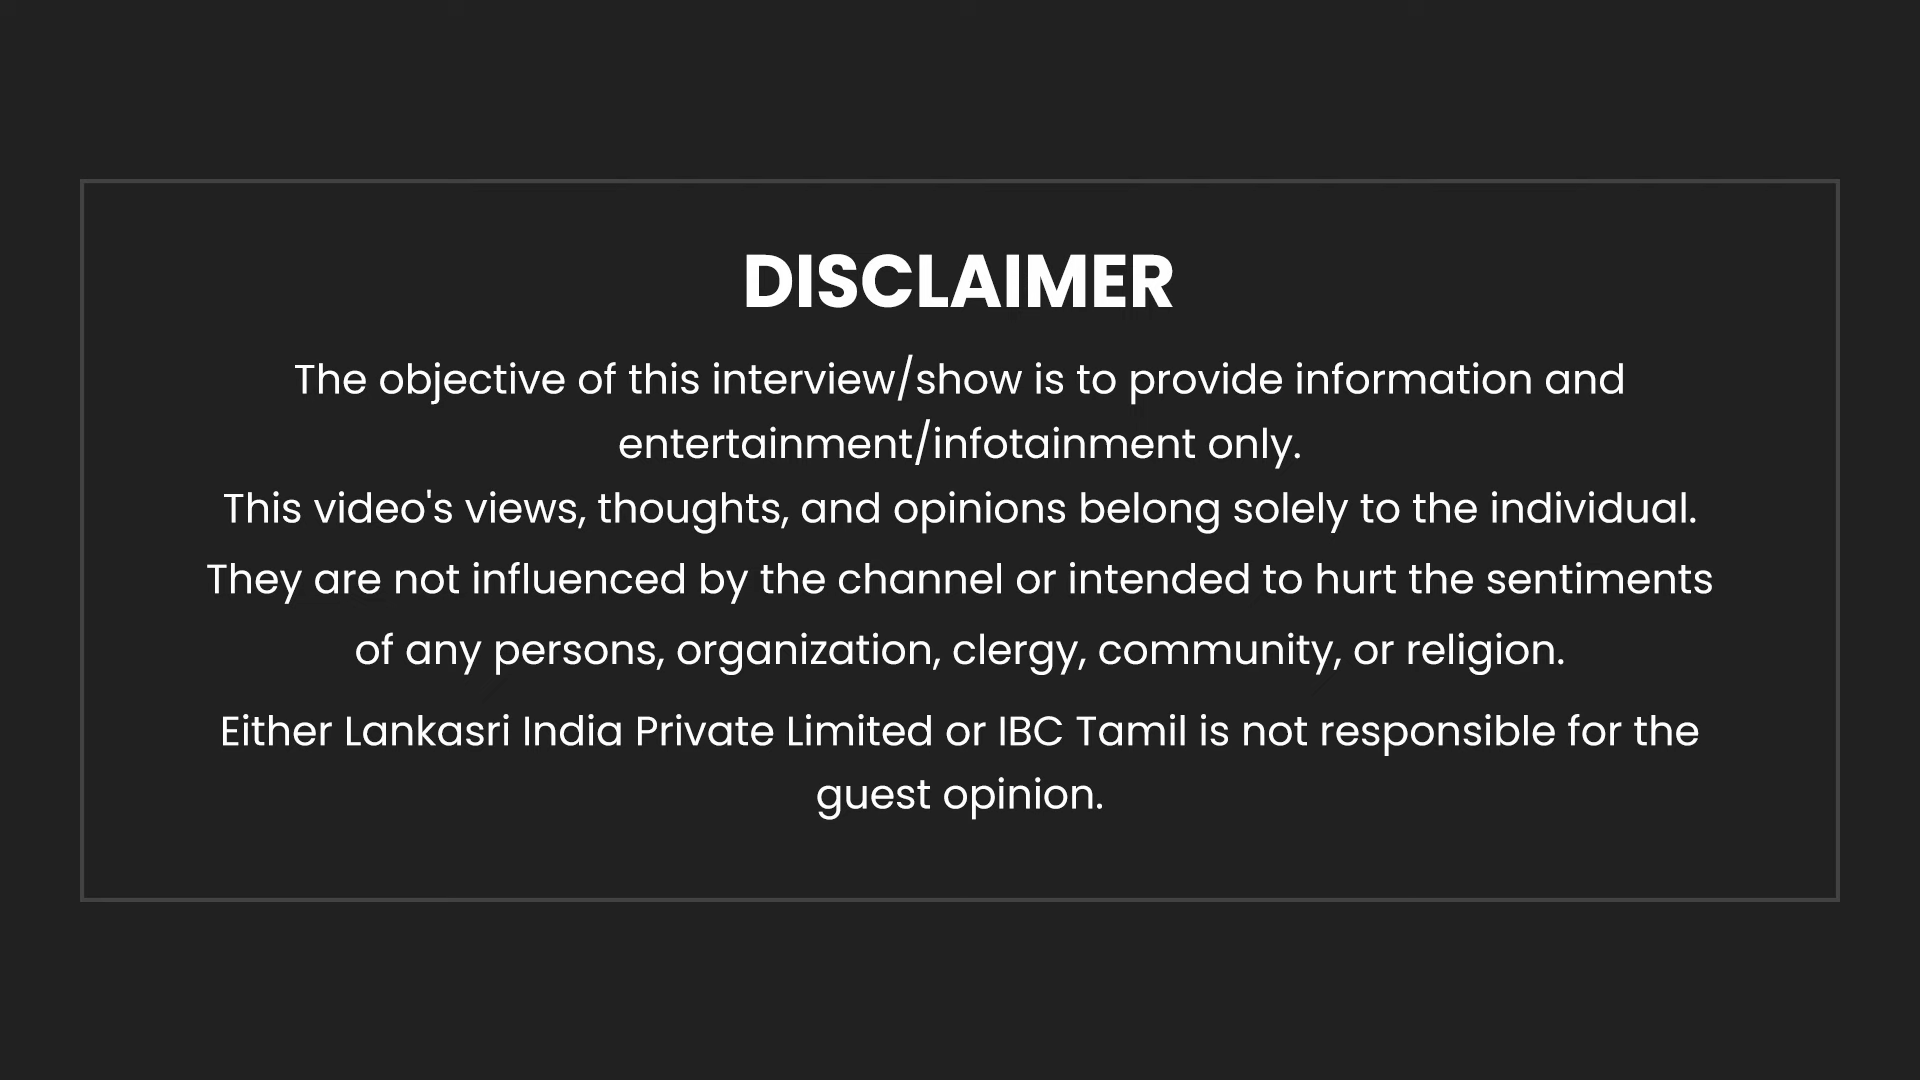 DISCLAIMER
The objective of this interview/show is to provide information and
entertainment/infotainment only.
This video's views, thoughts, and opinions belong solely to the individual.
They are not influenced by the channel or intended to hurt the sentiments
of any persons, organization, clergy, community, or religion.
Either Lankasri India Private Limited or IBC Tamil is not responsible for the
guest opinion.